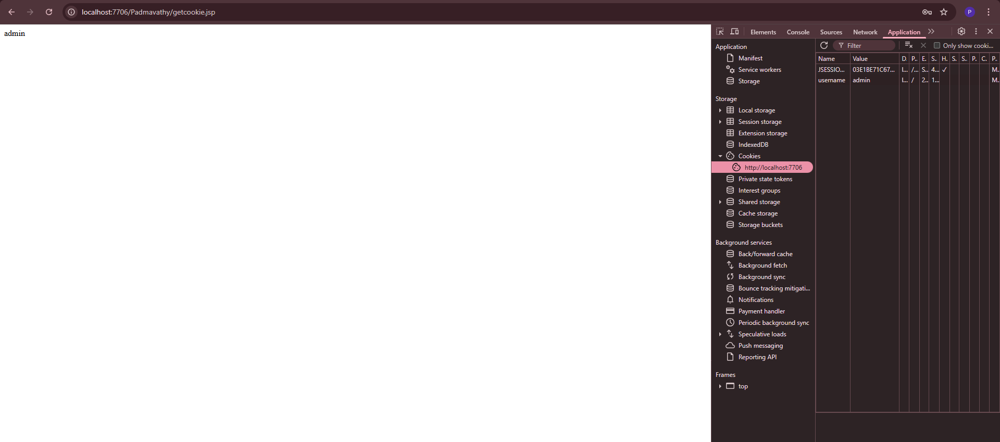 localhost:7706/Padmavathy/getcookie.jsp
P
admin
Elements Console Sources Network Application
Filter
Only show cooki...
Application
Manifest
Service workers
Storage
Storage
Local storage
Session storage
Extension storage
IndexedDB
Cookies
http://localhost:7706
Private state tokens
Interest groups
Shared storage
Cache storage
Storage buckets
Background services
Back/forward cache
Background fetch
Background sync
Bounce tracking mitigati...
Notifications
Payment handler
Periodic background sync
Speculative loads
Push messaging
Reporting API
Frames
top
Name Value D. P.. E. S.. H. S. S.. P. C. P..
JSESSIO... 03E1BE71C67... l... /... S... 4... ✓ M.
username admin l... / 2... 1... M.